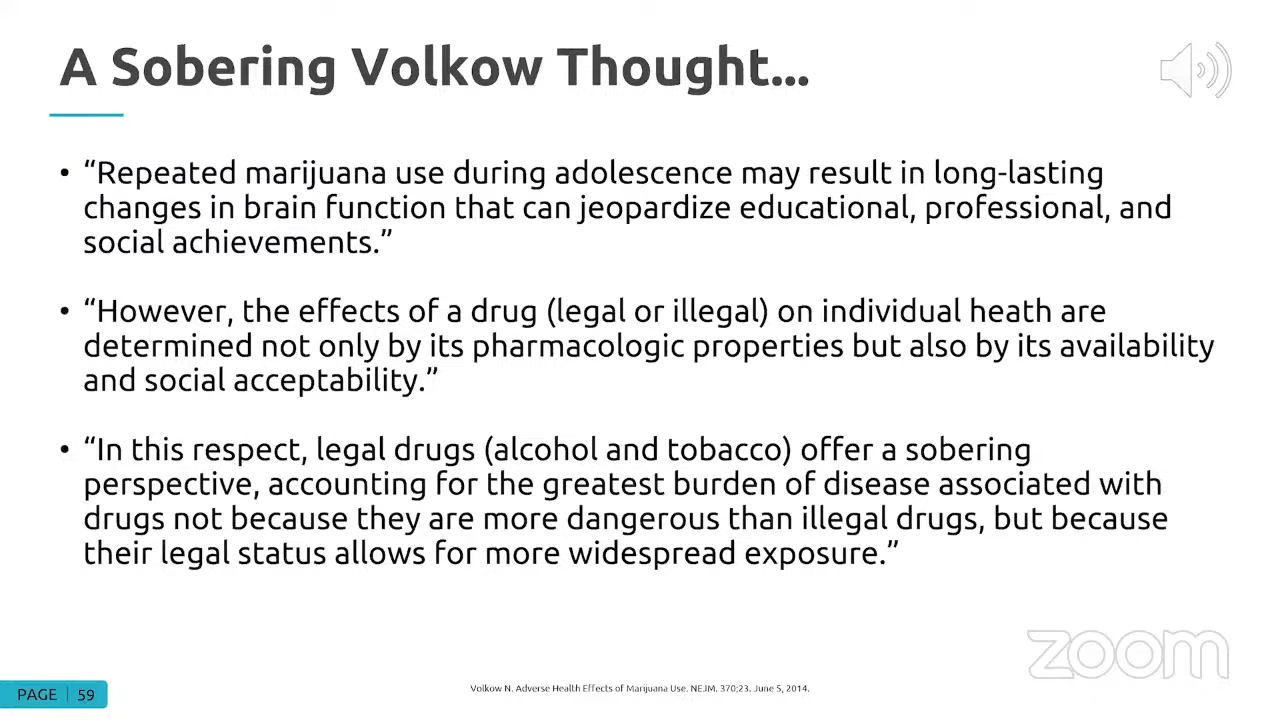 A Sobering Volkow Thought...
• “Repeated marijuana use during adolescence may result in long-lasting
changes in brain function that can jeopardize educational, professional, and
social achievements.”
• “However, the effects of a drug (legal or illegal) on individual heath are
determined not only by its pharmacologic properties but also by its availability
and social acceptability.”
• “In this respect, legal drugs (alcohol and tobacco) offer a sobering
perspective, accounting for the greatest burden of disease associated with
drugs not because they are more dangerous than illegal drugs, but because
their legal status allows for more widespread exposure.”
zoom
PAGE | 59
Volkow N. Adverse Health Effects of Marijuana Use. NEJM. 370;23. June 5, 2014.